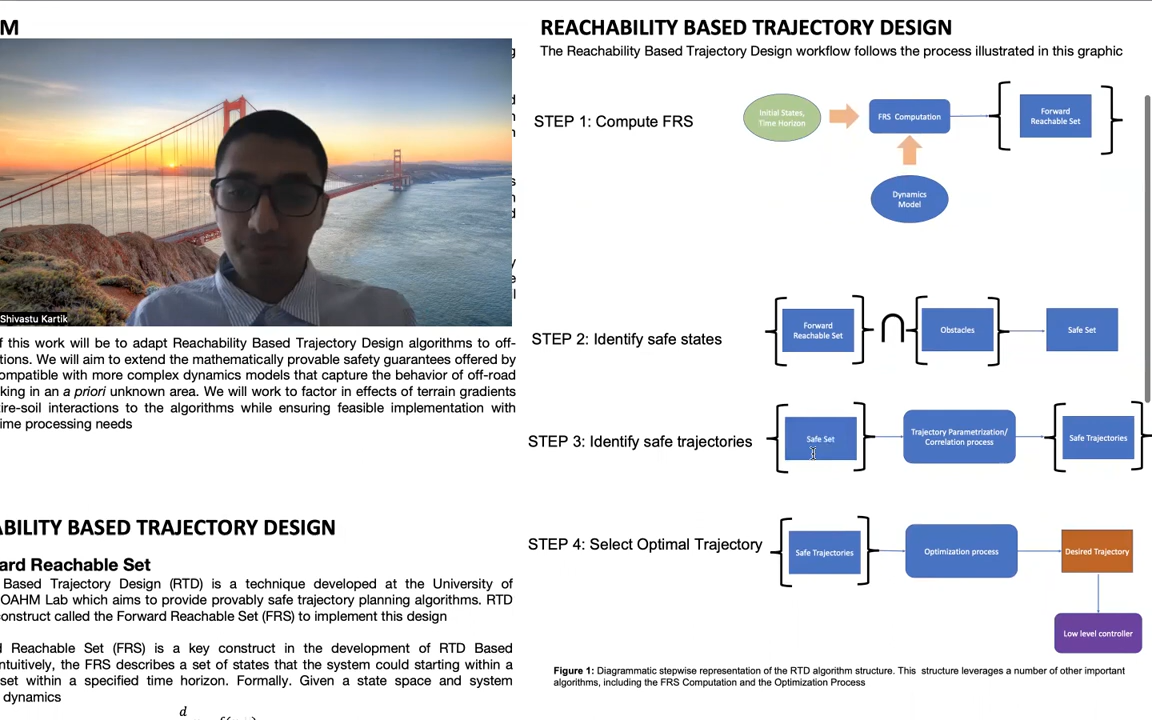 M
Shivastu Kartik
f this work will be to adapt Reachability Based Trajectory Design algorithms to off-
tions. We will aim to extend the mathematically provable safety guarantees offered by
ompatible with more complex dynamics models that capture the behavior of off-road
king in an a priori unknown area. We will work to factor in effects of terrain gradients
ire-soil interactions to the algorithms while ensuring feasible implementation with
ime processing needs
ABILITY BASED TRAJECTORY DESIGN
ard Reachable Set
Based Trajectory Design (RTD) is a technique developed at the University of
OAHM Lab which aims to provide provably safe trajectory planning algorithms. RTD
construct called the Forward Reachable Set (FRS) to implement this design
d Reachable Set (FRS) is a key construct in the development of RTD Based
ntuitively, the FRS describes a set of states that the system could starting within a
set within a specified time horizon. Formally. Given a state space and system
dynamics
d
REACHABILITY BASED TRAJECTORY DESIGN
The Reachability Based Trajectory Design workflow follows the process illustrated in this graphic
STEP 1: Compute FRS
Initial States,
Time Horizon
FRS Computation
Forward
Reachable Set
Dynamics
Model
STEP 2: Identify safe states
Forward
Reachable Set
∩
Obstacles
Safe Set
STEP 3: Identify safe trajectories
Safe Set
Trajectory Parametrization/
Correlation process
Safe Trajectories
STEP 4: Select Optimal Trajectory
Safe Trajectories
Optimization process
Desired Trajectory
Low level controller
Figure 1: Diagrammatic stepwise representation of the RTD algorithm structure. This structure leverages a number of other important
algorithms, including the FRS Computation and the Optimization Process